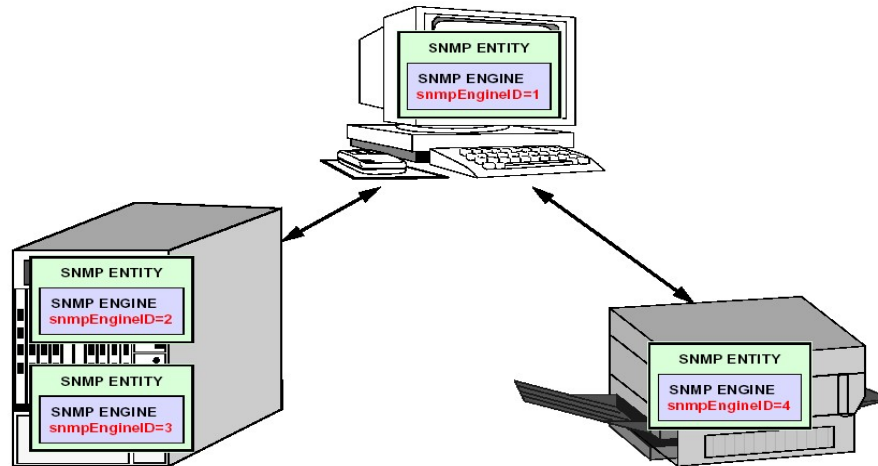 SNMP ENTITY
SNMP ENGINE
snmpEngineID=1
SNMP ENTITY
SNMP ENGINE
snmpEngineID=2
SNMP ENTITY
SNMP ENGINE
snmpEngineID=3
SNMP ENTITY
SNMP ENGINE
snmpEngineID=4